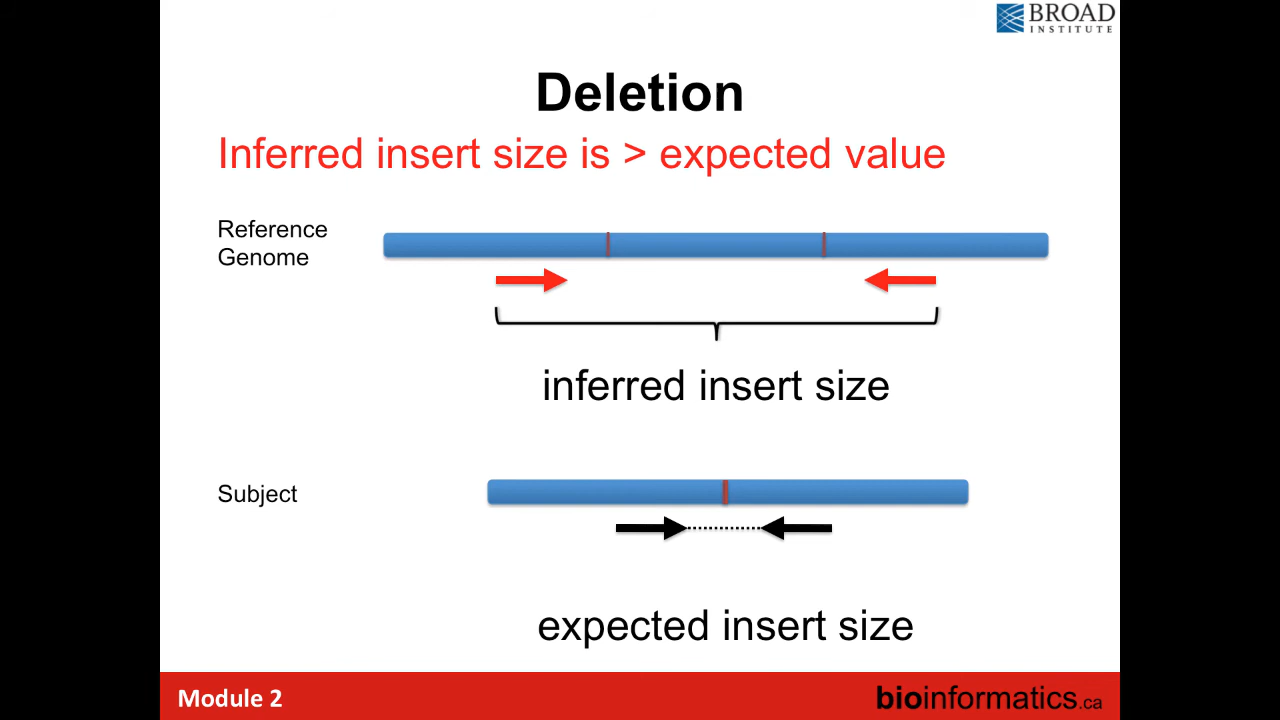 BROAD
INSTITUTE
Deletion
Inferred insert size is > expected value
Reference
Genome
inferred insert size
Subject
expected insert size
Module 2
bioinformatics.ca